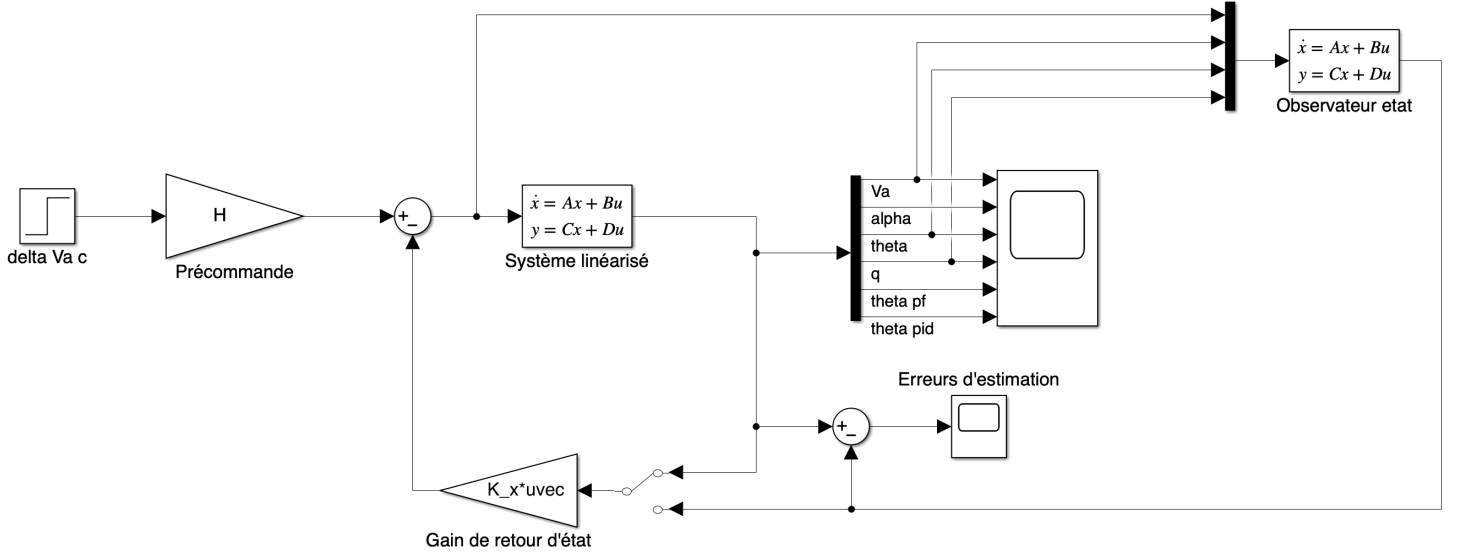 ẋ = Ax + Bu
y = Cx + Du
Observateur etat
delta Va c
H
Précommande
+
−
ẋ = Ax + Bu
y = Cx + Du
Système linéarisé
Va
alpha
theta
q
theta pf
theta pid
Erreurs d'estimation
+
−
K_x*uvec
Gain de retour d'état